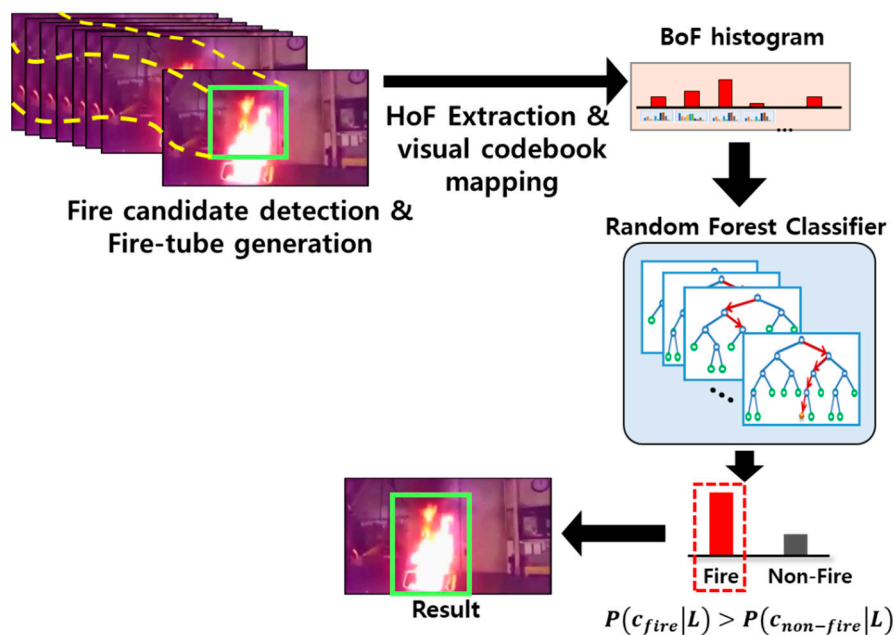 BoF histogram
HoF Extraction &
visual codebook
mapping
...
Fire candidate detection &
Fire-tube generation
Random Forest Classifier
...
Fire
Non-Fire
Result
P(c_fire|L) > P(c_non−fire|L)